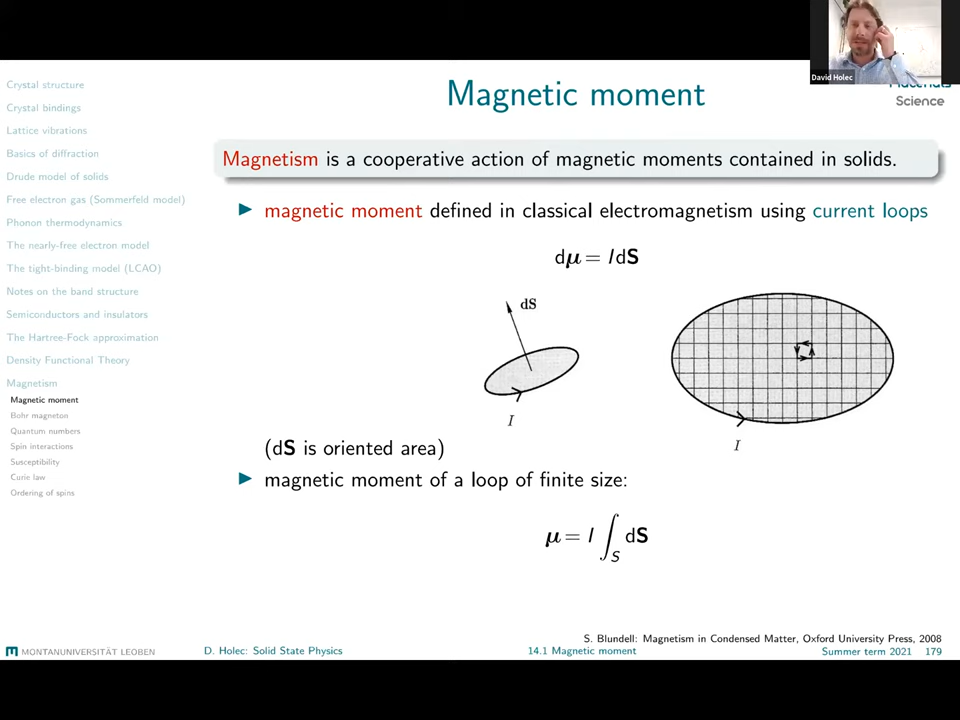 David Holec
Materials
Science
Crystal structure
Crystal bindings
Lattice vibrations
Basics of diffraction
Drude model of solids
Free electron gas (Sommerfeld model)
Phonon thermodynamics
The nearly-free electron model
The tight-binding model (LCAO)
Notes on the band structure
Semiconductors and insulators
The Hartree-Fock approximation
Density Functional Theory
Magnetism
Magnetic moment
Bohr magneton
Quantum numbers
Spin interactions
Susceptibility
Curie law
Ordering of spins
Magnetic moment
Magnetism is a cooperative action of magnetic moments contained in solids.
▶ magnetic moment defined in classical electromagnetism using current loops
dμ = IdS
dS
I
I
(dS is oriented area)
▶ magnetic moment of a loop of finite size:
μ = I ∫_S dS
S. Blundell: Magnetism in Condensed Matter, Oxford University Press, 2008
MONTANUNIVERSITÄT LEOBEN
D. Holec: Solid State Physics
14.1 Magnetic moment
Summer term 2021 179